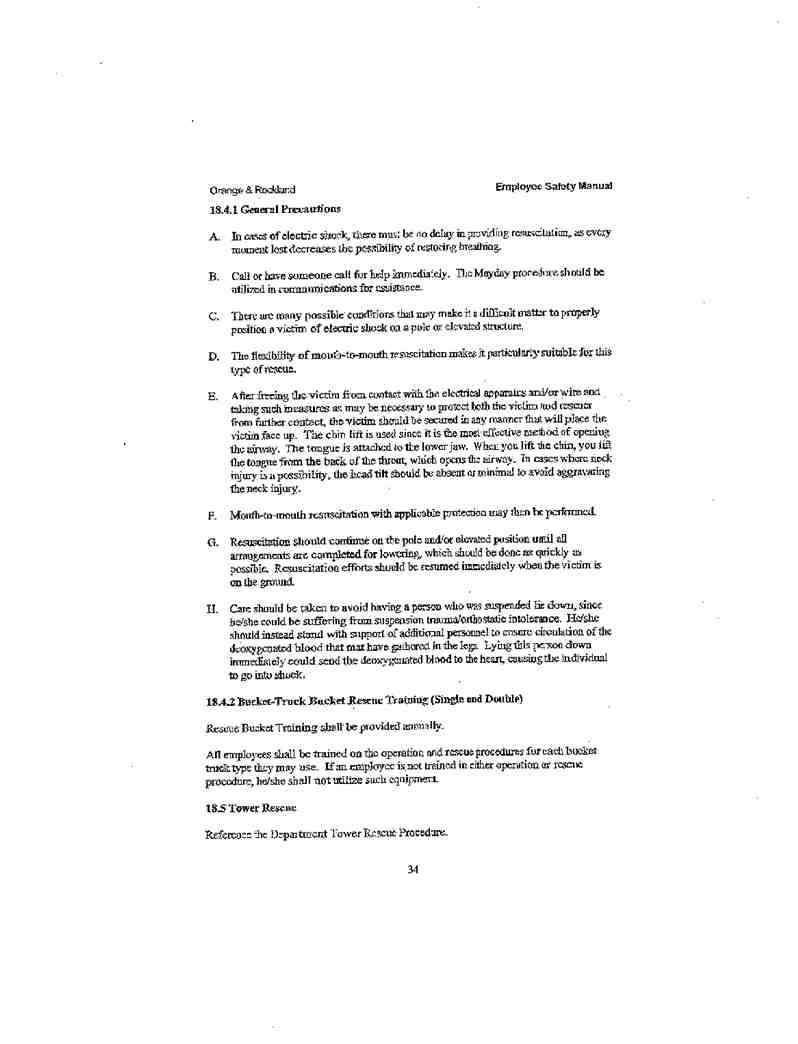 Orange & Rockland
Employee Safety Manual
18.4.1 General Precautions
A. In cases of electric shock, there must be no delay in providing resuscitation, as every
moment lost decreases the possibility of restoring breathing.
B. Call or have someone call for help immediately. The Mayday procedure should be
utilized in communications for assistance.
C. There are many possible conditions that may make it a difficult matter to properly
position a victim of electric shock on a pole or elevated structure.
D. The flexibility of mouth-to-mouth resuscitation makes it particularly suitable for this
type of rescue.
E. After freeing the victim from contact with the electrical apparatus and/or wire and
taking such measures as may be necessary to protect both the victim and rescuer
from further contact, the victim should be secured in any manner that will place the
victim face up. The chin lift is used since it is the most effective method of opening
the airway. The tongue is attached to the lower jaw. When you lift the chin, you lift
the tongue from the back of the throat, which opens the airway. In cases where neck
injury is a possibility, the head tilt should be absent or minimal to avoid aggravating
the neck injury.
F. Mouth-to-mouth resuscitation with applicable protection may then be performed.
G. Resuscitation should continue on the pole and/or elevated position until all
arrangements are completed for lowering, which should be done as quickly as
possible. Resuscitation efforts should be resumed immediately when the victim is
on the ground.
H. Care should be taken to avoid having a person who was suspended lie down, since
he/she could be suffering from suspension trauma/orthostatic intolerance. He/she
should instead stand with support of additional personnel to ensure circulation of the
deoxygenated blood that mat have gathered in the legs. Lying this person down
immediately could send the deoxygenated blood to the heart, causing the individual
to go into shock.
18.4.2 Bucket-Truck Bucket Rescue Training (Single and Double)
Rescue Bucket Training shall be provided annually.
All employees shall be trained on the operation and rescue procedures for each bucket
truck type they may use. If an employee is not trained in either operation or rescue
procedure, he/she shall not utilize such equipment.
18.5 Tower Rescue
Reference the Department Tower Rescue Procedure.
34